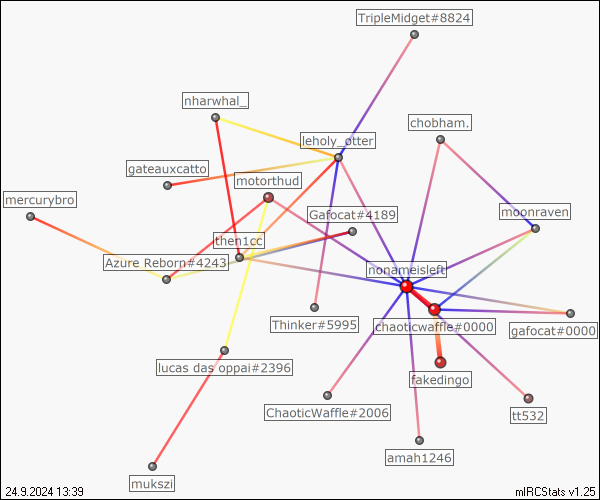 TripleMidget#8824
nharwhal_
chobham.
leholy_otter
gateauxcatto
motorthud
mercurybro
Gafocat#4189
moonraven
then1cc
Azure Reborn#4243
nonameisleft
Thinker#5995
chaoticwaffle#0000
gafocat#0000
lucas das oppai#2396
fakedingo
ChaoticWaffle#2006
tt532
amah1246
mukszi
24.9.2024 13:39
mIRCStats v1.25